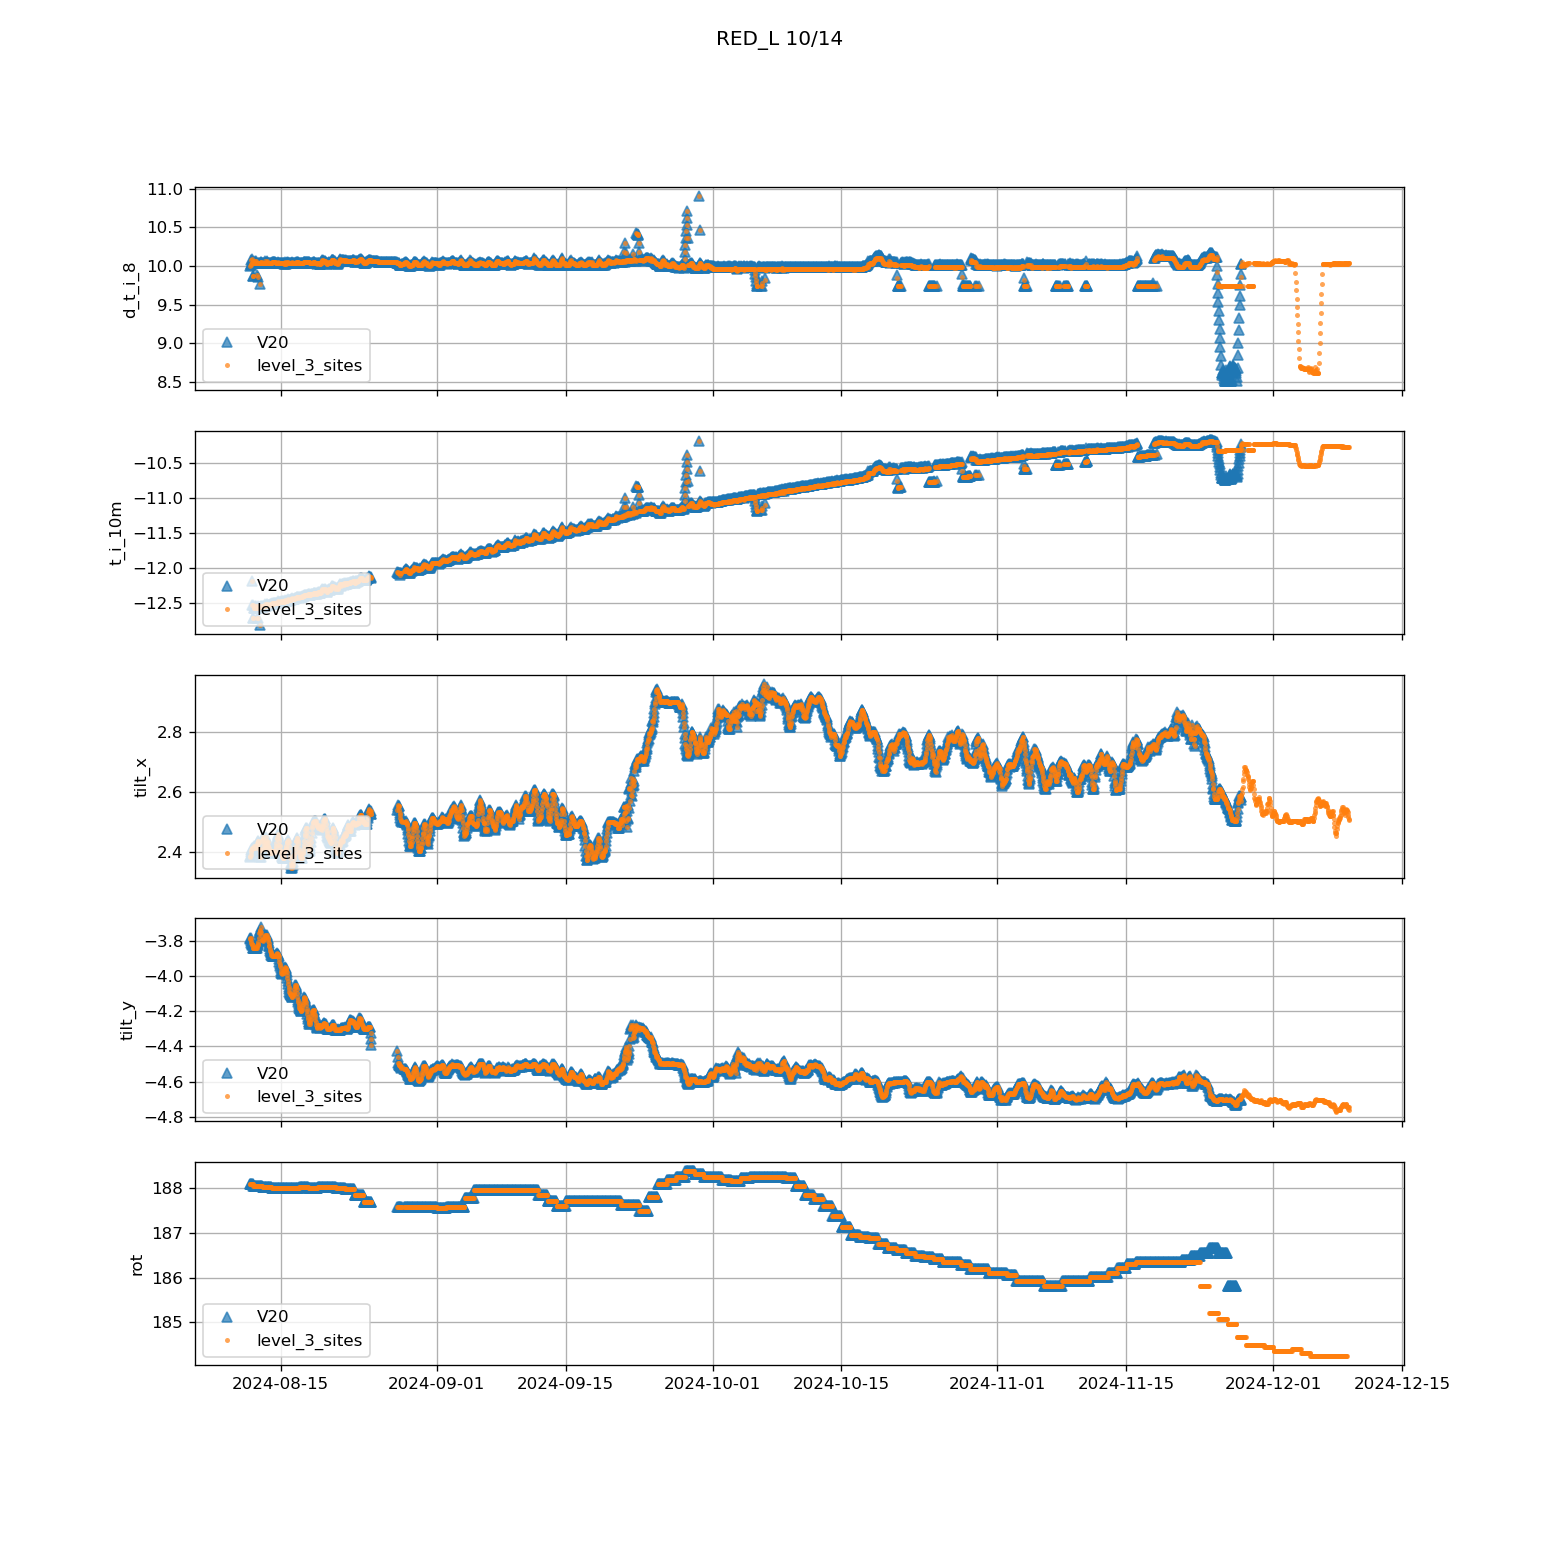 RED_L 10/14
11.0
10.5
10.0
9.5
9.0
8.5
d_t_i_8
V20
level_3_sites
−10.5
−11.0
−11.5
−12.0
−12.5
t_i_10m
V20
level_3_sites
2.8
2.6
2.4
tilt_x
V20
level_3_sites
−3.8
−4.0
−4.2
−4.4
−4.6
−4.8
tilt_y
V20
level_3_sites
188
187
186
185
rot
V20
level_3_sites
2024-08-15 2024-09-01 2024-09-15 2024-10-01 2024-10-15 2024-11-01 2024-11-15 2024-12-01 2024-12-15